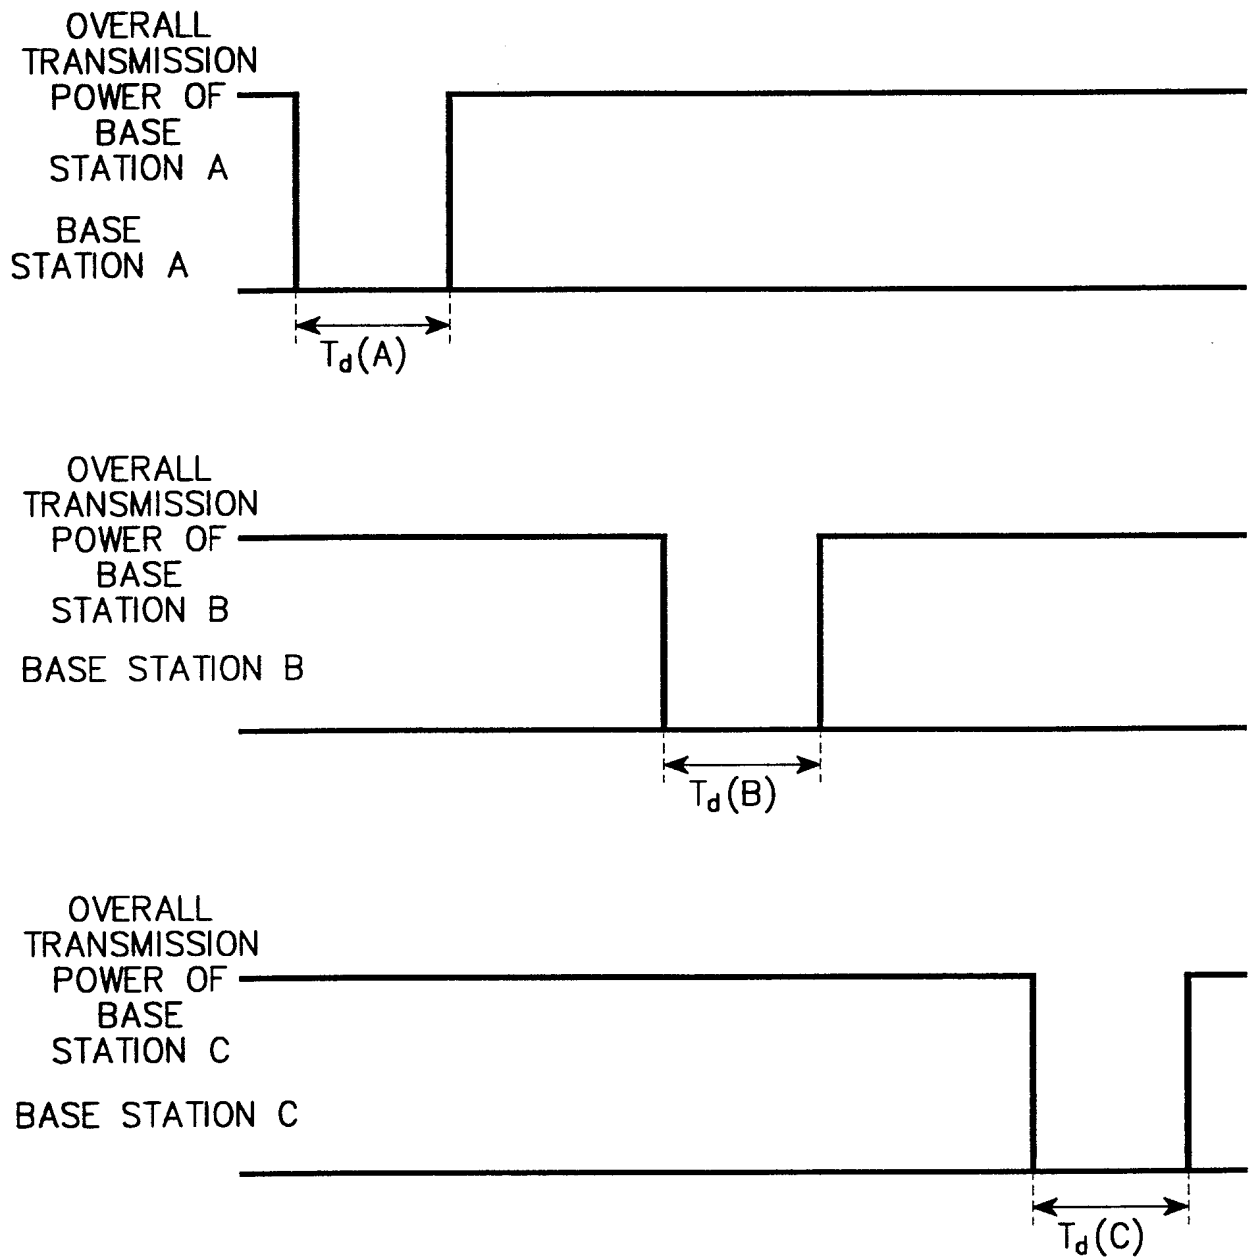 OVERALL
TRANSMISSION
POWER OF
BASE
STATION A
BASE
STATION A
Td(A)
OVERALL
TRANSMISSION
POWER OF
BASE
STATION B
BASE STATION B
Td(B)
OVERALL
TRANSMISSION
POWER OF
BASE
STATION C
BASE STATION C
Td(C)